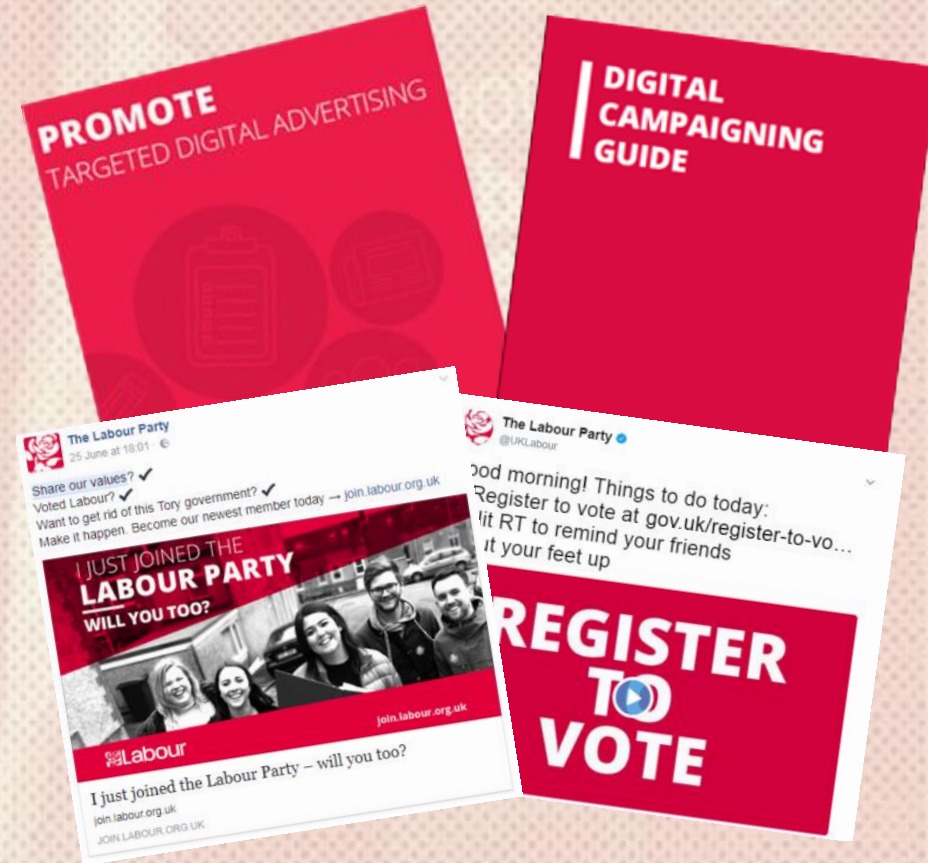 PROMOTE
TARGETED DIGITAL ADVERTISING
DIGITAL
CAMPAIGNING
GUIDE
The Labour Party
25 June at 18:01
Share our values? ✓
Voted Labour? ✓
Want to get rid of this Tory government? ✓
Make it happen. Become our newest member today → join.labour.org.uk
I JUST JOINED THE
LABOUR PARTY
WILL YOU TOO?
join.labour.org.uk
Labour
I just joined the Labour Party – will you too?
join.labour.org.uk
JOIN.LABOUR.ORG.UK
The Labour Party
@UKLabour
ood morning! Things to do today:
Register to vote at gov.uk/register-to-vo…
it RT to remind your friends
ut your feet up
REGISTER
TO
VOTE